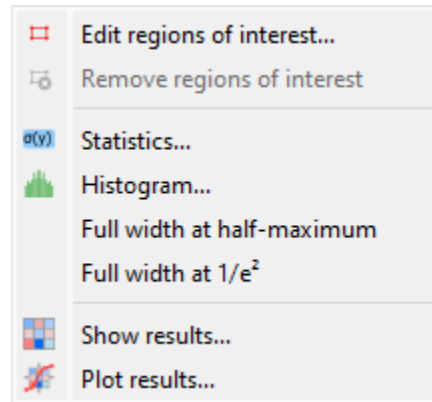 Edit regions of interest...
Remove regions of interest
σ(y) Statistics...
Histogram...
Full width at half-maximum
Full width at 1/e²
Show results...
Plot results...